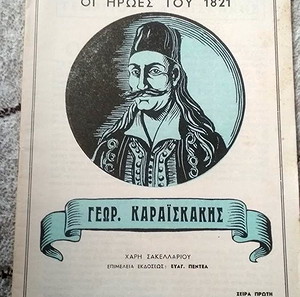 ΟΙ ΗΡΩΕΣ ΤΟΥ 1821
ΓΕΩΡ. ΚΑΡΑΪΣΚΑΚΗΣ
ΧΑΡΗ ΣΑΚΕΛΛΑΡΙΟΥ
ΕΠΙΜΕΛΕΙΑ ΕΚΔΟΣΕΩΣ: ΕΥΑΓ. ΠΕΝΤΕΑ
ΣΕΙΡΑ ΠΡΩΤΗ